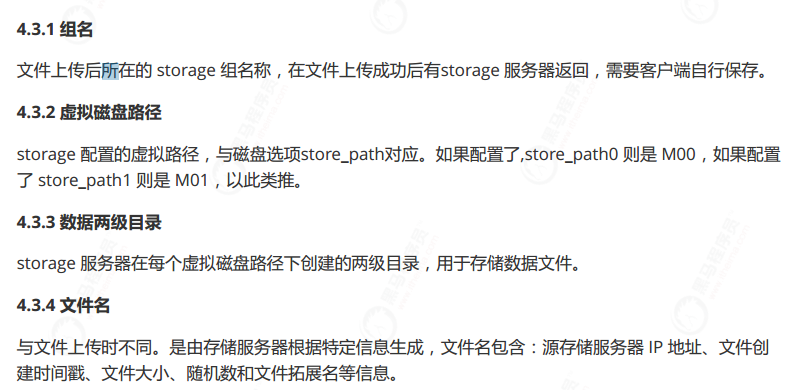 4.3.1 组名
文件上传后所在的 storage 组名称，在文件上传成功后有storage 服务器返回，需要客户端自行保存。
4.3.2 虚拟磁盘路径
storage 配置的虚拟路径，与磁盘选项store_path对应。如果配置了,store_path0 则是 M00，如果配置
了 store_path1 则是 M01，以此类推。
4.3.3 数据两级目录
storage 服务器在每个虚拟磁盘路径下创建的两级目录，用于存储数据文件。
4.3.4 文件名
与文件上传时不同。是由存储服务器根据特定信息生成，文件名包含：源存储服务器 IP 地址、文件创
建时间戳、文件大小、随机数和文件拓展名等信息。